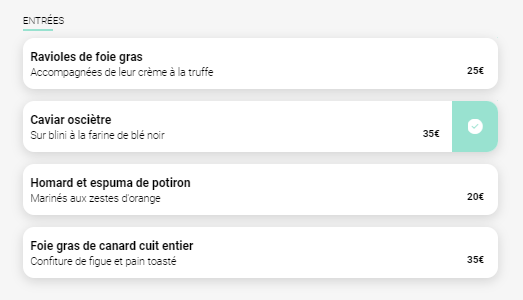 ENTRÉES
Ravioles de foie gras
Accompagnées de leur crème à la truffe
25€
Caviar oscièrtre
Sur blini à la farine de blé noir
35€
Homard et espuma de potiron
Marinés aux zestes d'orange
20€
Foie gras de canard cuit entier
Confiture de figue et pain toasté
35€